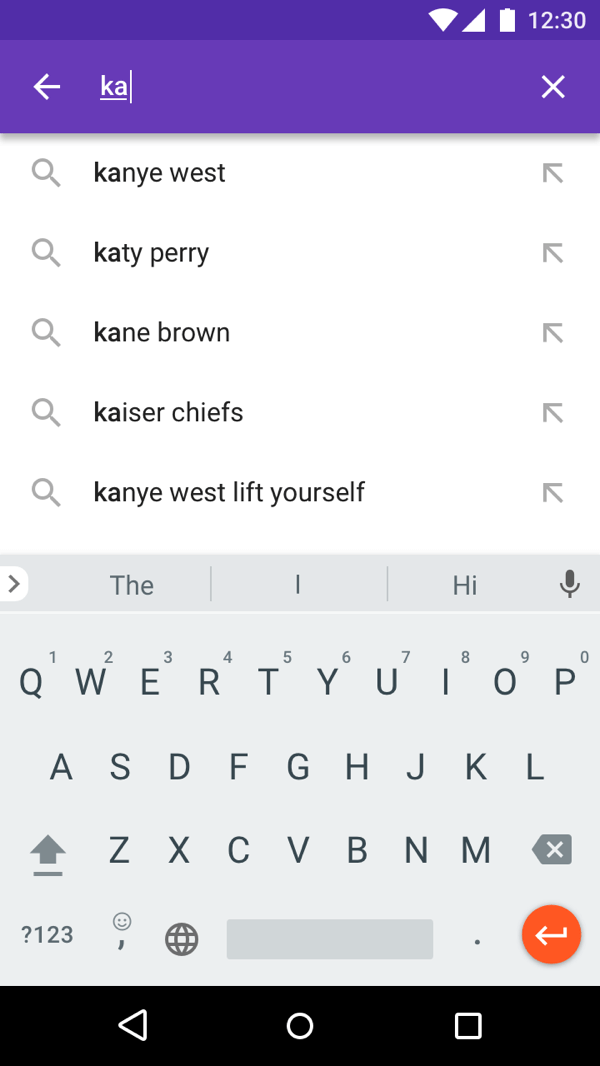 12:30
ka
kanye west
katy perry
kane brown
kaiser chiefs
kanye west lift yourself
The I Hi
1 2 3 4 5 6 7 8 9 0
Q W E R T Y U I O P
A S D F G H J K L
Z X C V B N M
?123 , .